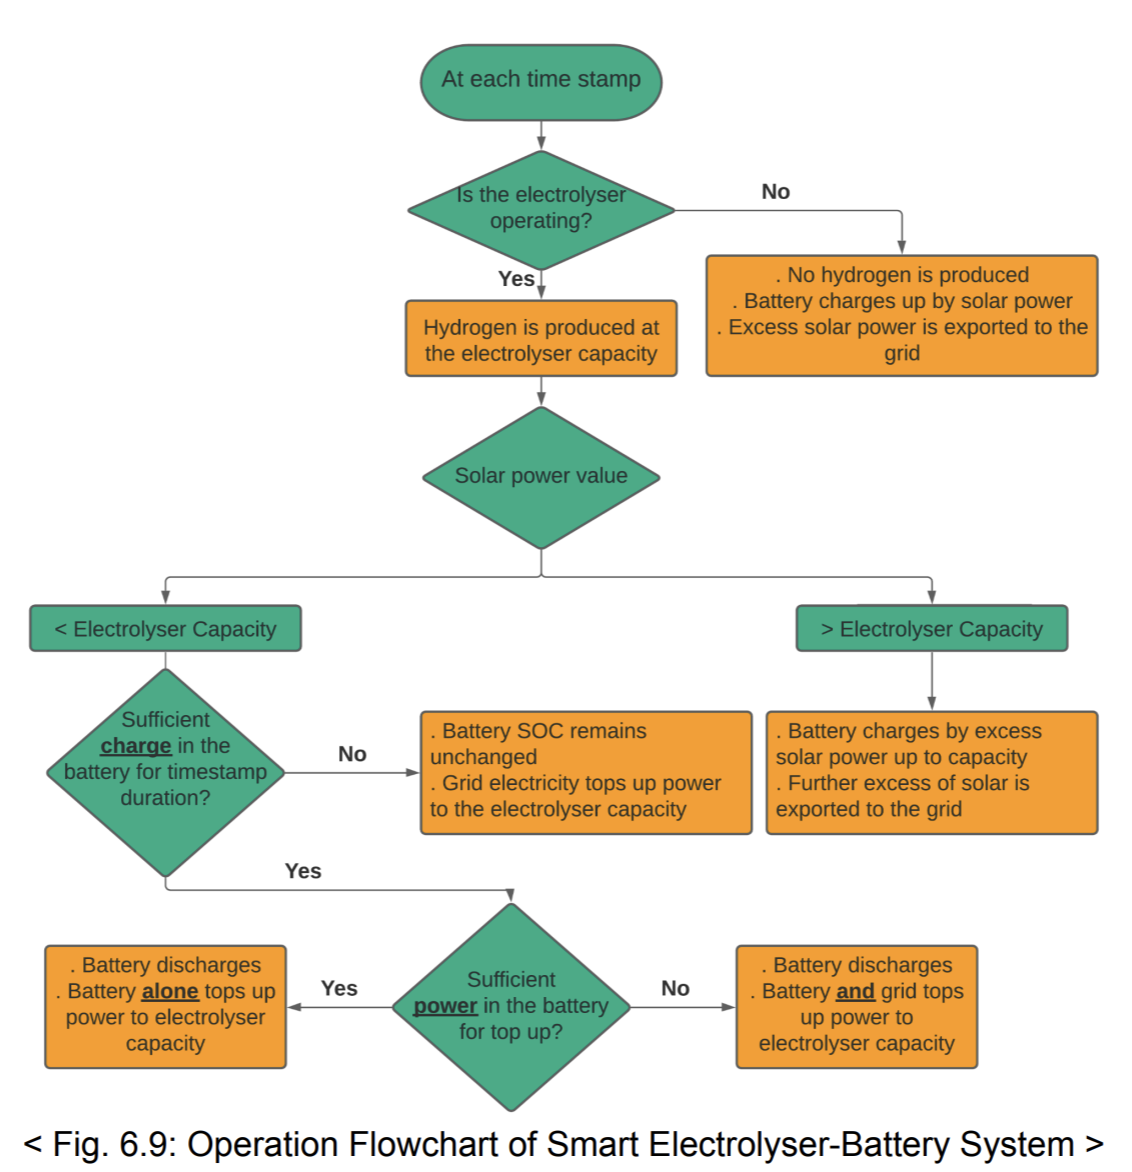 At each time stamp
Is the electrolyser
operating?
No
Yes
. No hydrogen is produced
. Battery charges up by solar power
. Excess solar power is exported to the
grid
Hydrogen is produced at
the electrolyser capacity
Solar power value
< Electrolyser Capacity
> Electrolyser Capacity
Sufficient
charge in the
battery for timestamp
duration?
No
. Battery SOC remains
unchanged
. Grid electricity tops up power
to the electrolyser capacity
. Battery charges by excess
solar power up to capacity
. Further excess of solar is
exported to the grid
Yes
. Battery discharges
. Battery alone tops up
power to electrolyser
capacity
Yes
Sufficient
power in the battery
for top up?
No
. Battery discharges
. Battery and grid tops
up power to
electrolyser capacity
< Fig. 6.9: Operation Flowchart of Smart Electrolyser-Battery System >